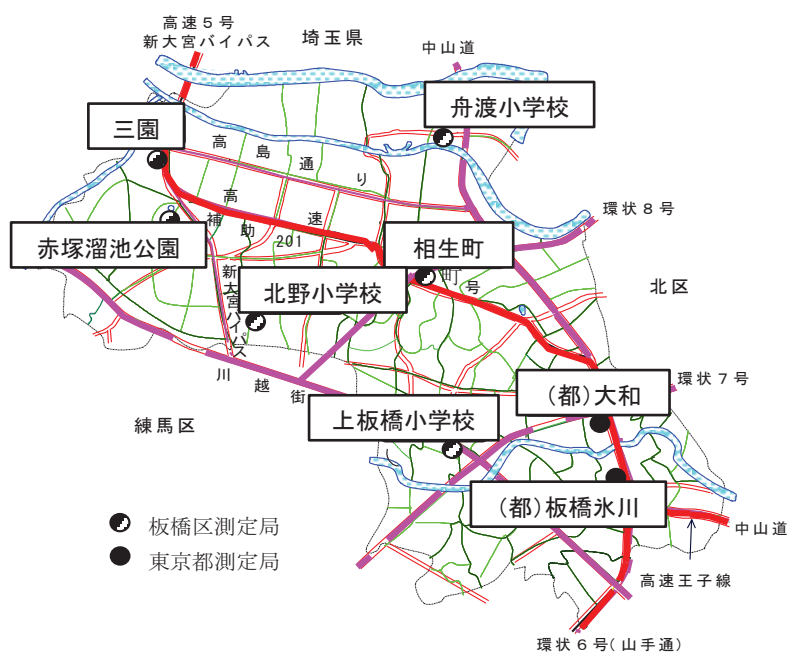 高速５号
新大宮バイパス
埼玉県
中山道
舟渡小学校
三園
高島通り
高速
補助
201
環状８号
赤塚溜池公園
相生町
町
号
北区
新大宮バイパス
北野小学校
川越街
環状７号
(都)大和
練馬区
上板橋小学校
(都)板橋氷川
板橋区測定局
中山道
東京都測定局
高速王子線
環状６号(山手通)